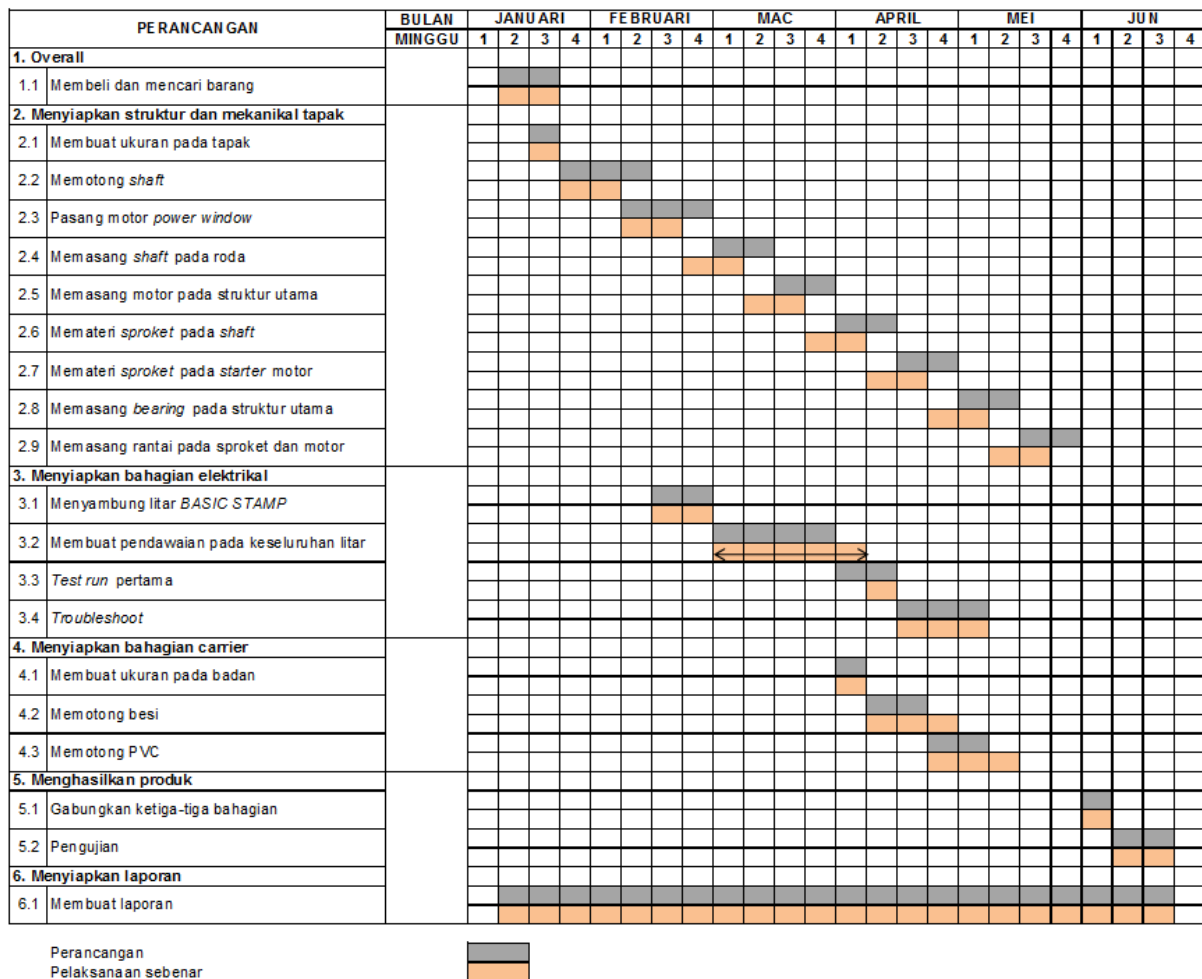 PERANCANGAN BULAN JANUARI FEBRUARI MAC APRIL MEI JUN
MINGGU 1 2 3 4 1 2 3 4 1 2 3 4 1 2 3 4 1 2 3 4 1 2 3 4
1. Overall
1.1 Membeli dan mencari barang
2. Menyiapkan struktur dan mekanikal tapak
2.1 Membuat ukuran pada tapak
2.2 Memotong shaft
2.3 Pasang motor power window
2.4 Memasang shaft pada roda
2.5 Memasang motor pada struktur utama
2.6 Memateri sproket pada shaft
2.7 Memateri sproket pada starter motor
2.8 Memasang bearing pada struktur utama
2.9 Memasang rantai pada sproket dan motor
3. Menyiapkan bahagian elektrikal
3.1 Menyambung litar BASIC STAMP
3.2 Membuat pendawaian pada keseluruhan litar
3.3 Test run pertama
3.4 Troubleshoot
4. Menyiapkan bahagian carrier
4.1 Membuat ukuran pada badan
4.2 Memotong besi
4.3 Memotong PVC
5. Menghasilkan produk
5.1 Gabungkan ketiga-tiga bahagian
5.2 Pengujian
6. Menyiapkan laporan
6.1 Membuat laporan
Perancangan
Pelaksanaan sebenar